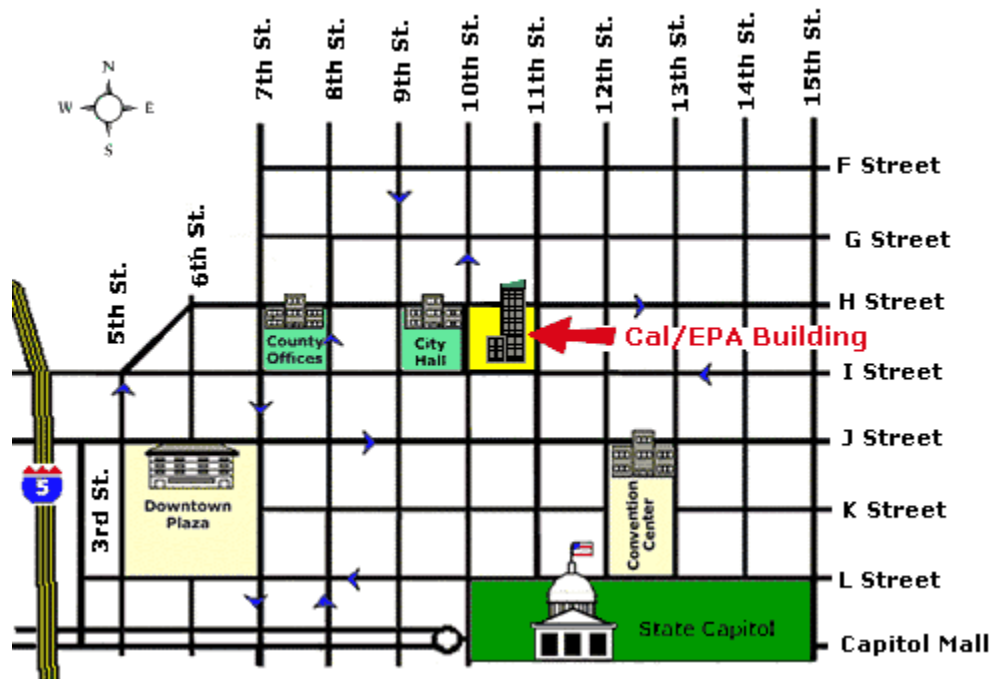 7th St.
8th St.
9th St.
10th St.
11th St.
12th St.
13th St.
14th St.
15th St.
N
W
E
S
F Street
6th St.
G Street
5th St.
H Street
County
Offices
City
Hall
Cal/EPA Building
I Street
J Street
5
3rd St.
Downtown
Plaza
Convention
Center
K Street
L Street
State Capitol
Capitol Mall